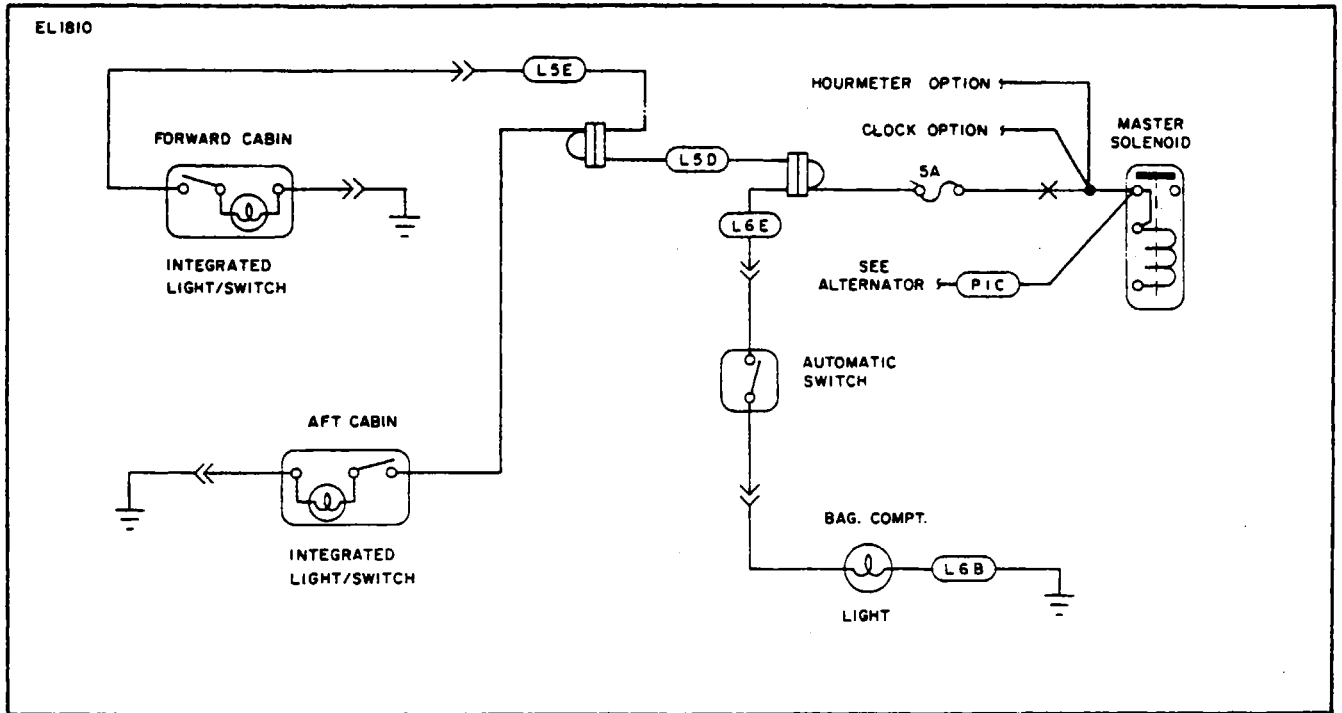 EL1810
L5E
HOURMETER OPTION
CLOCK OPTION
MASTER
SOLENOID
FORWARD CABIN
L5D
5A
INTEGRATED
LIGHT/SWITCH
L6E
SEE
ALTERNATOR
P1C
AUTOMATIC
SWITCH
AFT CABIN
INTEGRATED
LIGHT/SWITCH
BAG. COMPT.
L6B
LIGHT